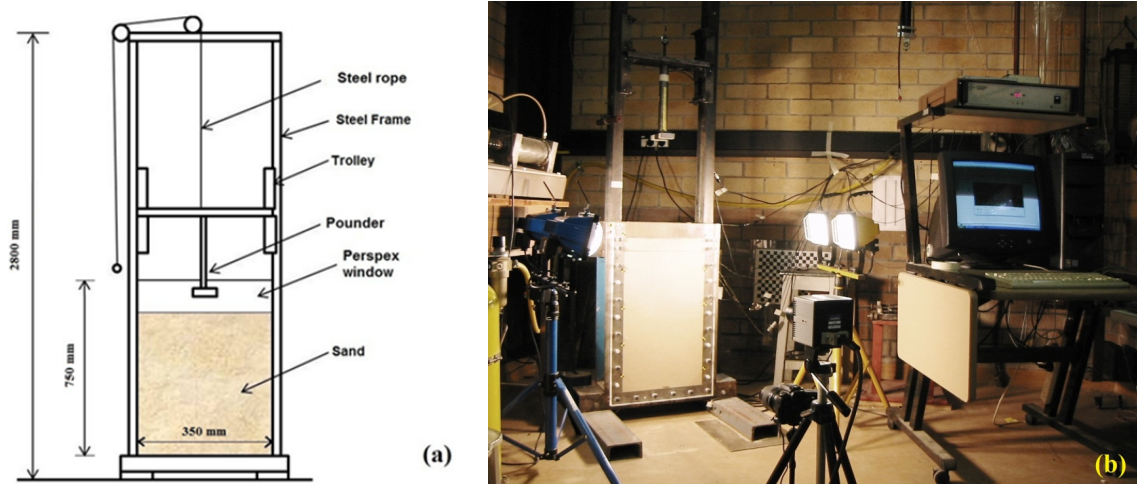 Steel rope
Steel Frame
Trolley
Pounder
Perspex
window
Sand
2800 mm
750 mm
350 mm
(a)
(b)